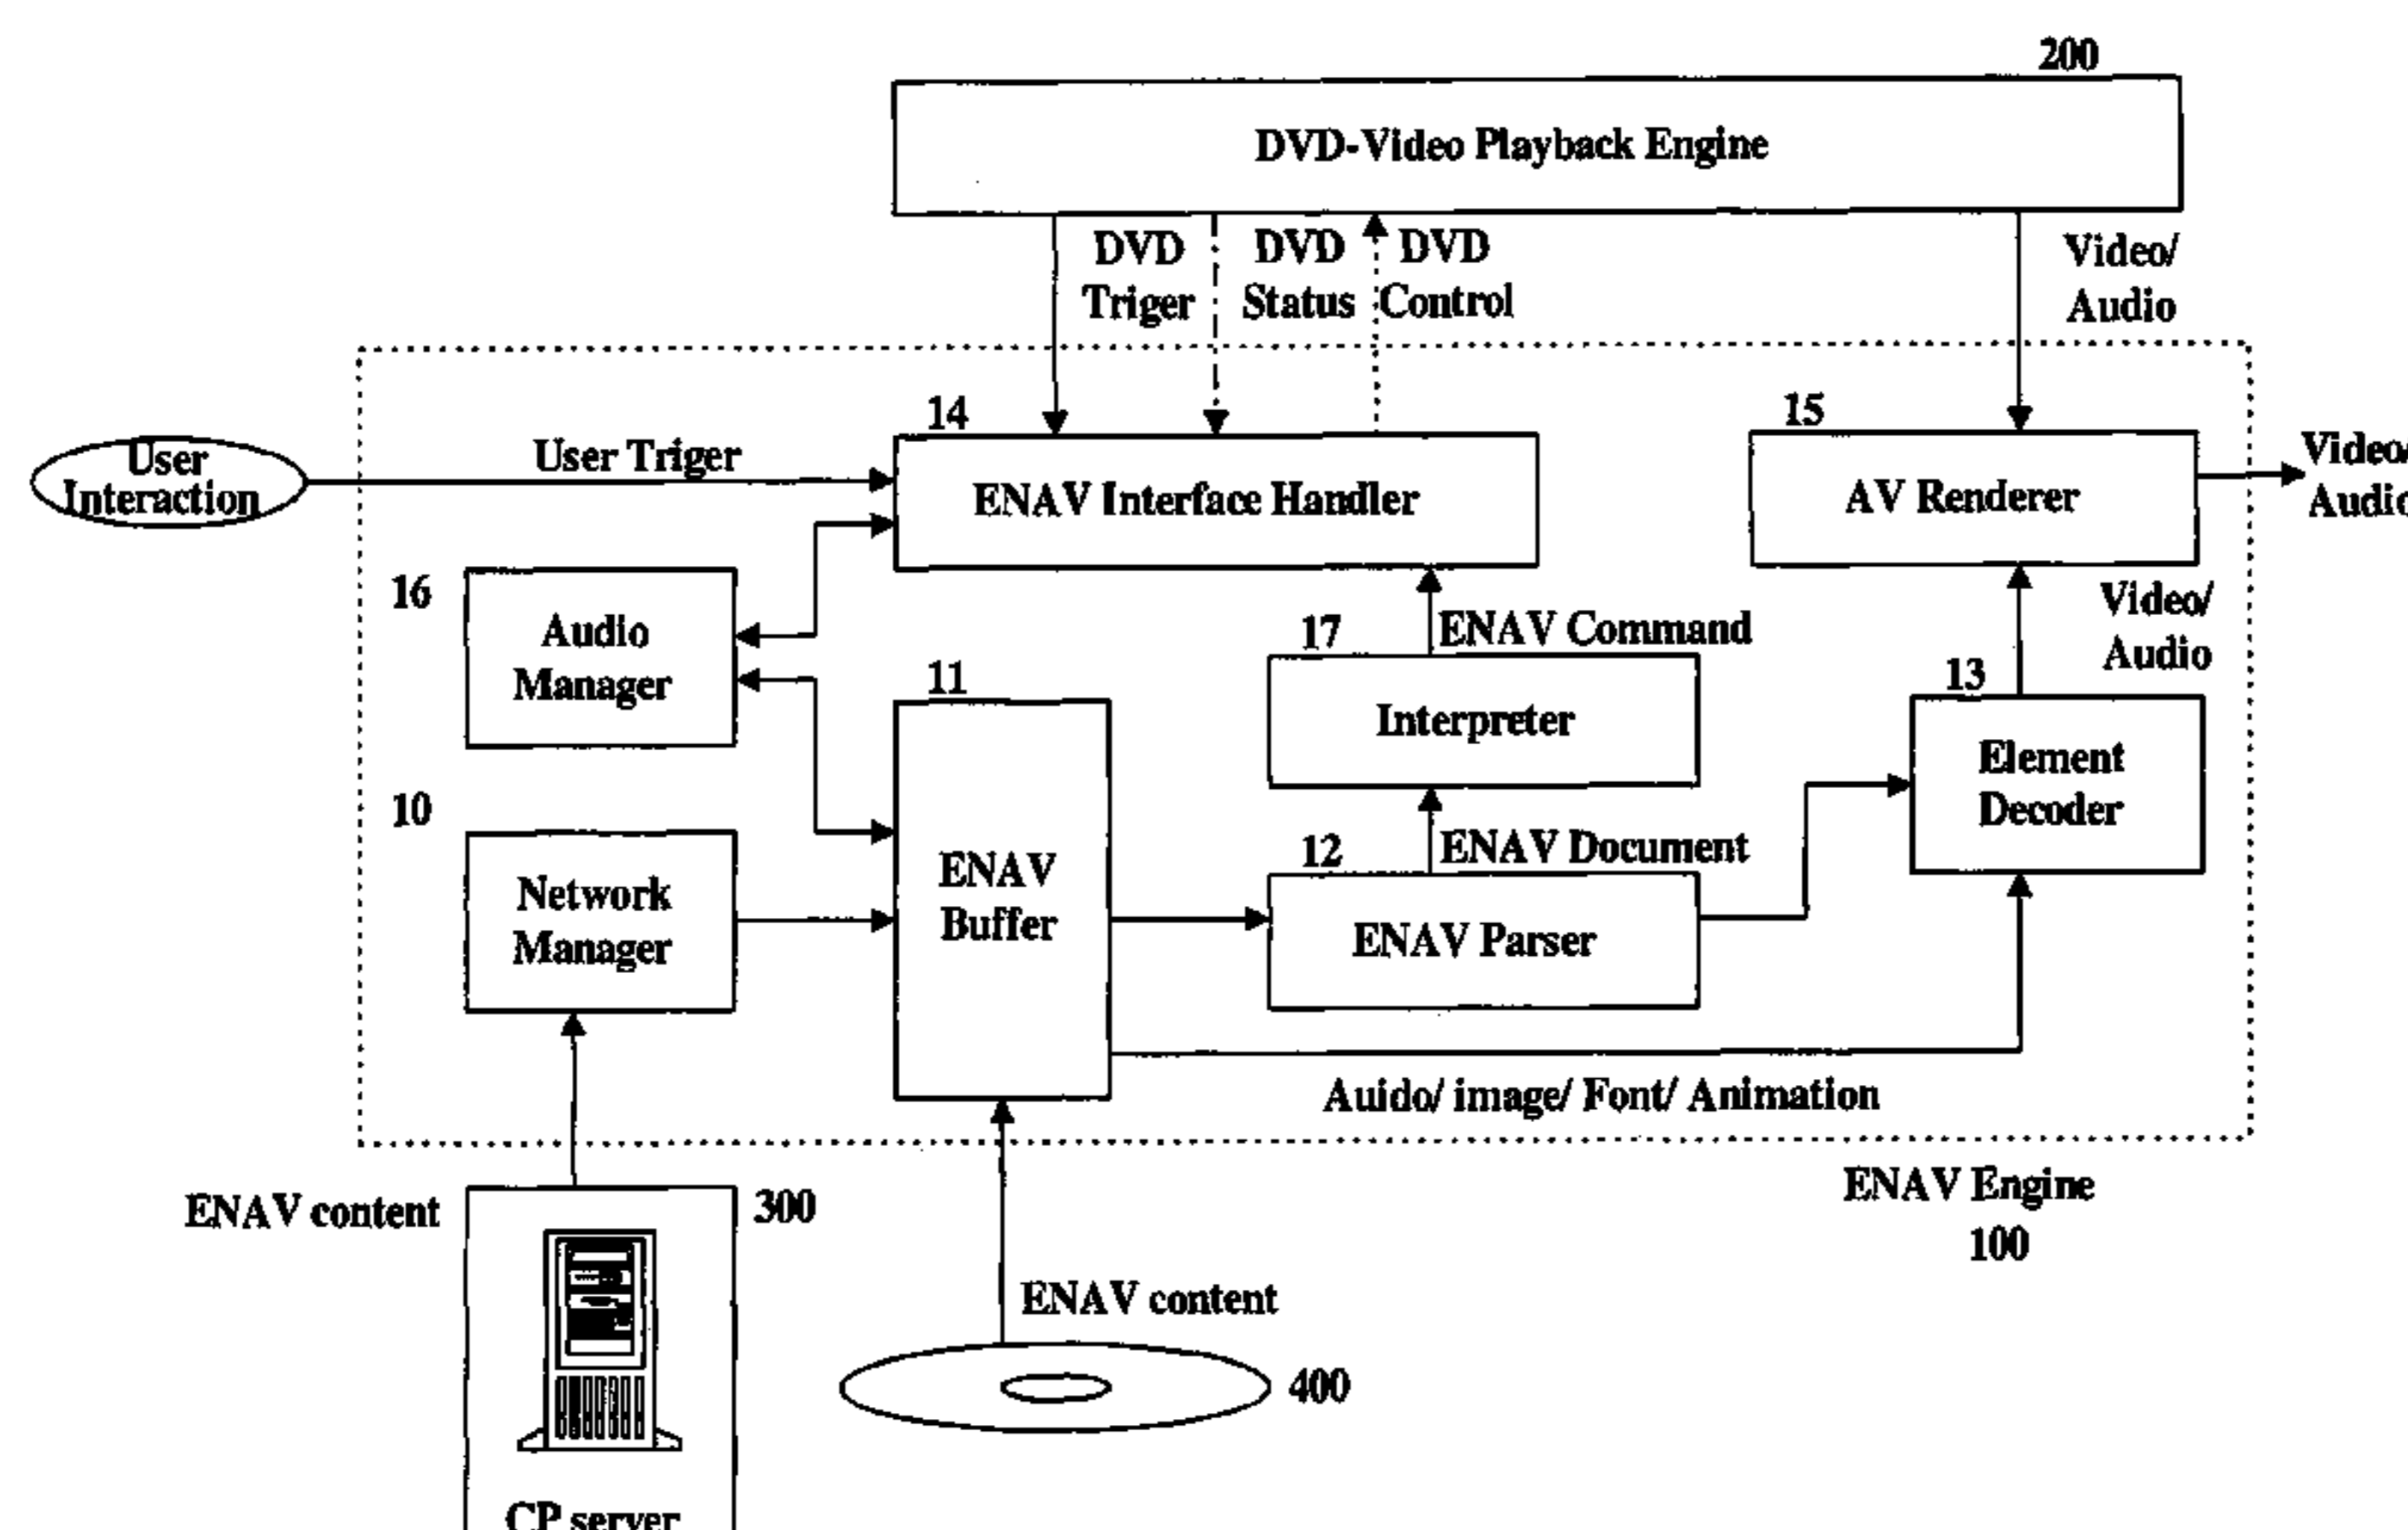 200
DVD-Video Playback Engine
DVD
Triger
DVD
Status
DVD
Control
Video/
Audio
14
15
User
Interaction
User Triger
ENAV Interface Handler
AV Renderer
Video/
Audio
16
Audio
Manager
17
ENAV Command
Video/
Audio
11
13
Interpreter
Element
Decoder
10
Network
Manager
ENAV
Buffer
12
ENAV Document
ENAV Parser
Auido/ image/ Font/ Animation
ENAV content
300
ENAV Engine
100
ENAV content
400
CP server